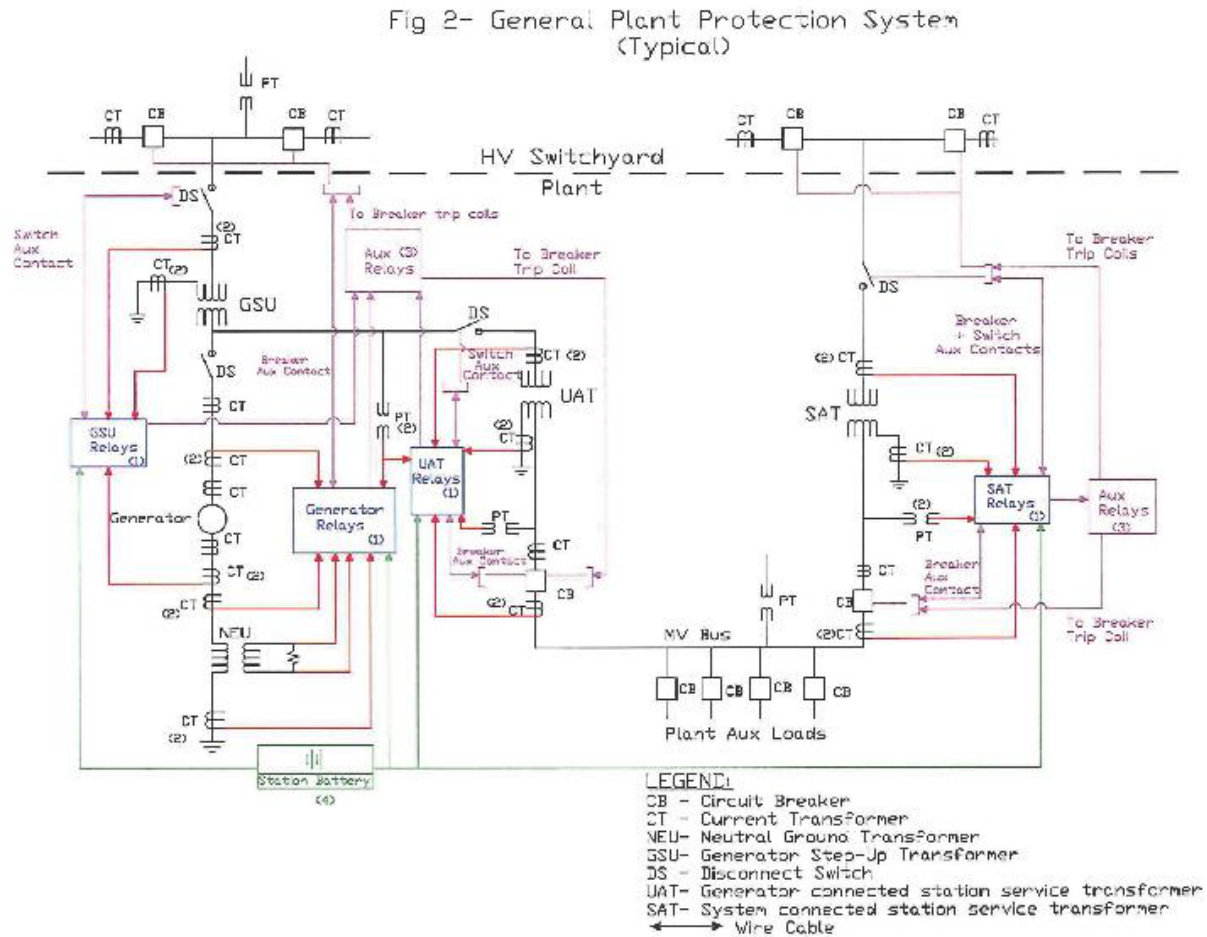 Fig 2- General Plant Protection System
(Typical)
PT
CT
CB
CB
CT
CT
CB
CB
CT
HV Switchyard
Plant
DS
To Breaker trip coils
Switch
Aux
Contact
(2)
CT
Aux (3)
Relays
To Breaker
Trip Coil
To Breaker
Trip Coils
CT(2)
GSU
DS
DS
Breaker
+ Switch
Aux Contacts
DS
Breaker
Aux Contact
Switch
Aux
Contact
CT (2)
UAT
(2)CT
SAT
CT
PT
(2)
(2)
CT
GSU
Relays
(1)
(2)
CT
UAT
Relays
(1)
CT(2)
CT
Generator
Generator
Relays
(1)
PT
(2)
PT
SAT
Relays
(1)
Aux
Relays
(3)
CT
CT
Breaker
Aux Contact
CT
Breaker
Aux
Contact
CT(2)
CB
(2)
CT
PT
CB
(2)
CT
To Breaker
Trip Coil
NEU
MV Bus
(2)CT
CB
CB
CB
CB
CT
(2)
Plant Aux Loads
Station Battery
(4)
LEGEND:
CB - Circuit Breaker
CT - Current Transformer
NEU- Neutral Ground Transformer
GSU- Generator Step-Up Transformer
DS - Disconnect Switch
UAT- Generator connected station service transformer
SAT- System connected station service transformer
Wire Cable